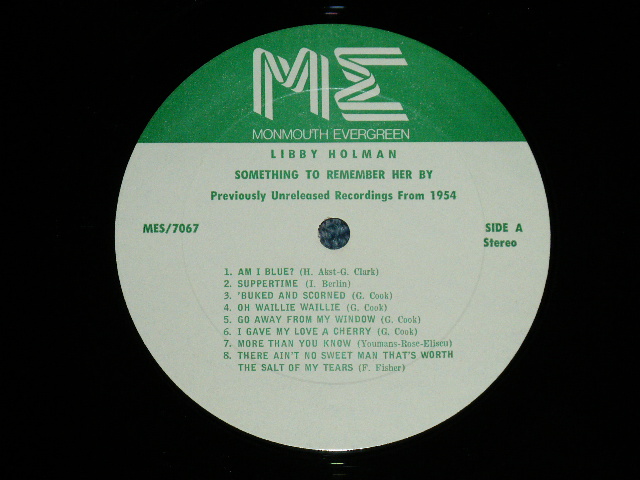 ME
MONMOUTH EVERGREEN
LIBBY HOLMAN
SOMETHING TO REMEMBER HER BY
Previously Unreleased Recordings From 1954
MES/7067
SIDE A
Stereo
1. AM I BLUE? (H. Akst-G. Clark)
2. SUPPERTIME (I. Berlin)
3. 'BUKED AND SCORNED (G. Cook)
4. OH WAILLIE WAILLIE (G. Cook)
5. GO AWAY FROM MY WINDOW (G. Cook)
6. I GAVE MY LOVE A CHERRY (G. Cook)
7. MORE THAN YOU KNOW (Youmans-Rose-Eliscu)
8. THERE AIN'T NO SWEET MAN THAT'S WORTH
THE SALT OF MY TEARS (F. Fisher)